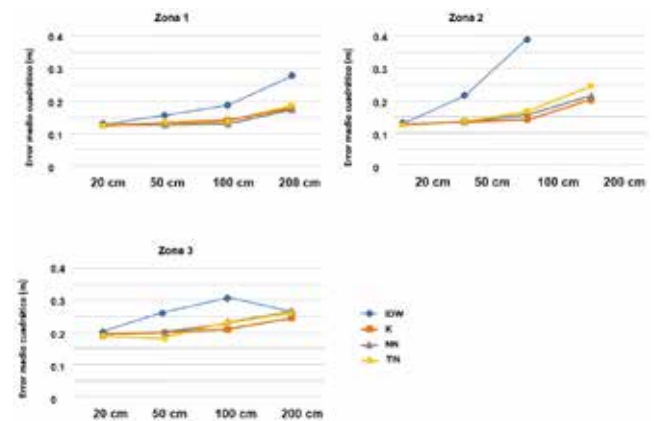 Zona 1
Error medio cuadrático (m)
0.4
0.3
0.2
0.1
0
20 cm 50 cm 100 cm 200 cm
Zona 2
Error medio cuadrático (m)
0.4
0.3
0.2
0.1
0
20 cm 50 cm 100 cm 200 cm
Zona 3
Error medio cuadrático (m)
0.4
0.3
0.2
0.1
0
20 cm 50 cm 100 cm 200 cm
IDW
K
NN
TIN